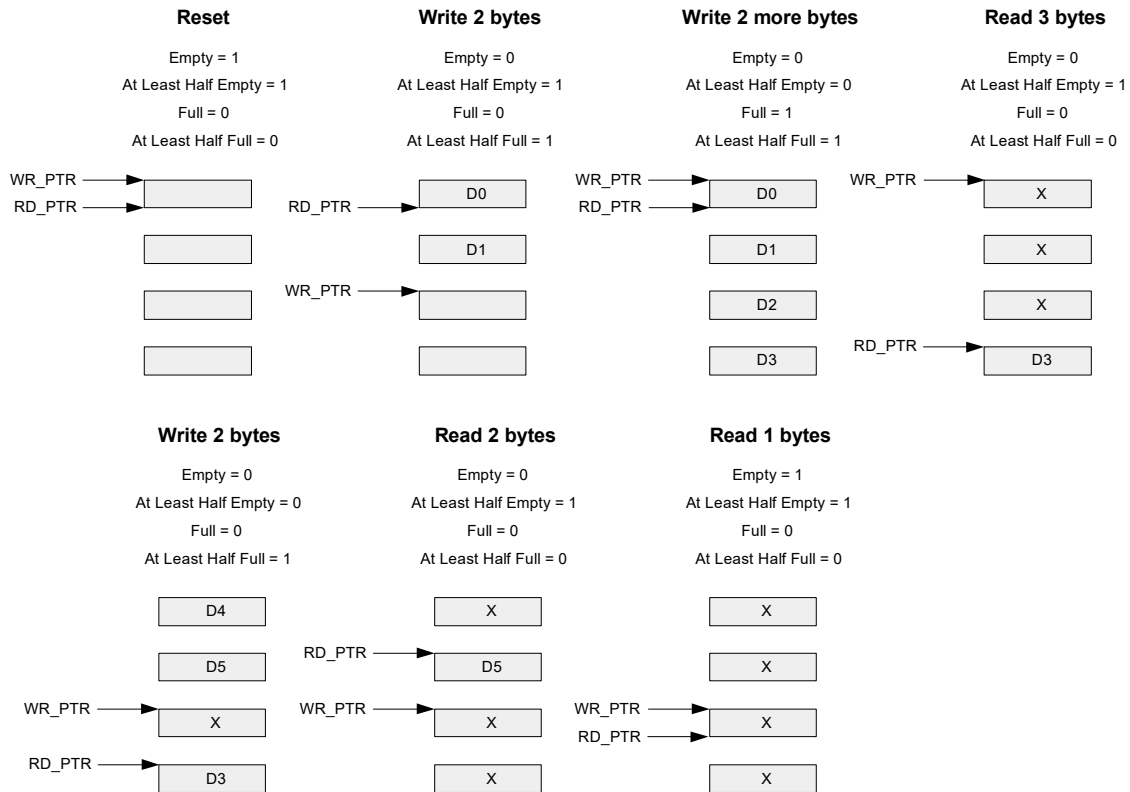 Reset
Empty = 1
At Least Half Empty = 1
Full = 0
At Least Half Full = 0
WR_PTR
RD_PTR
Write 2 bytes
Empty = 0
At Least Half Empty = 1
Full = 0
At Least Half Full = 1
D0
RD_PTR
D1
WR_PTR
Write 2 more bytes
Empty = 0
At Least Half Empty = 0
Full = 1
At Least Half Full = 1
WR_PTR
D0
RD_PTR
D1
D2
D3
Read 3 bytes
Empty = 0
At Least Half Empty = 1
Full = 0
At Least Half Full = 0
WR_PTR
X
X
X
RD_PTR
D3
Write 2 bytes
Empty = 0
At Least Half Empty = 0
Full = 0
At Least Half Full = 1
D4
D5
WR_PTR
X
RD_PTR
D3
Read 2 bytes
Empty = 0
At Least Half Empty = 1
Full = 0
At Least Half Full = 0
X
RD_PTR
D5
WR_PTR
X
X
Read 1 bytes
Empty = 1
At Least Half Empty = 1
Full = 0
At Least Half Full = 0
X
X
WR_PTR
X
RD_PTR
X